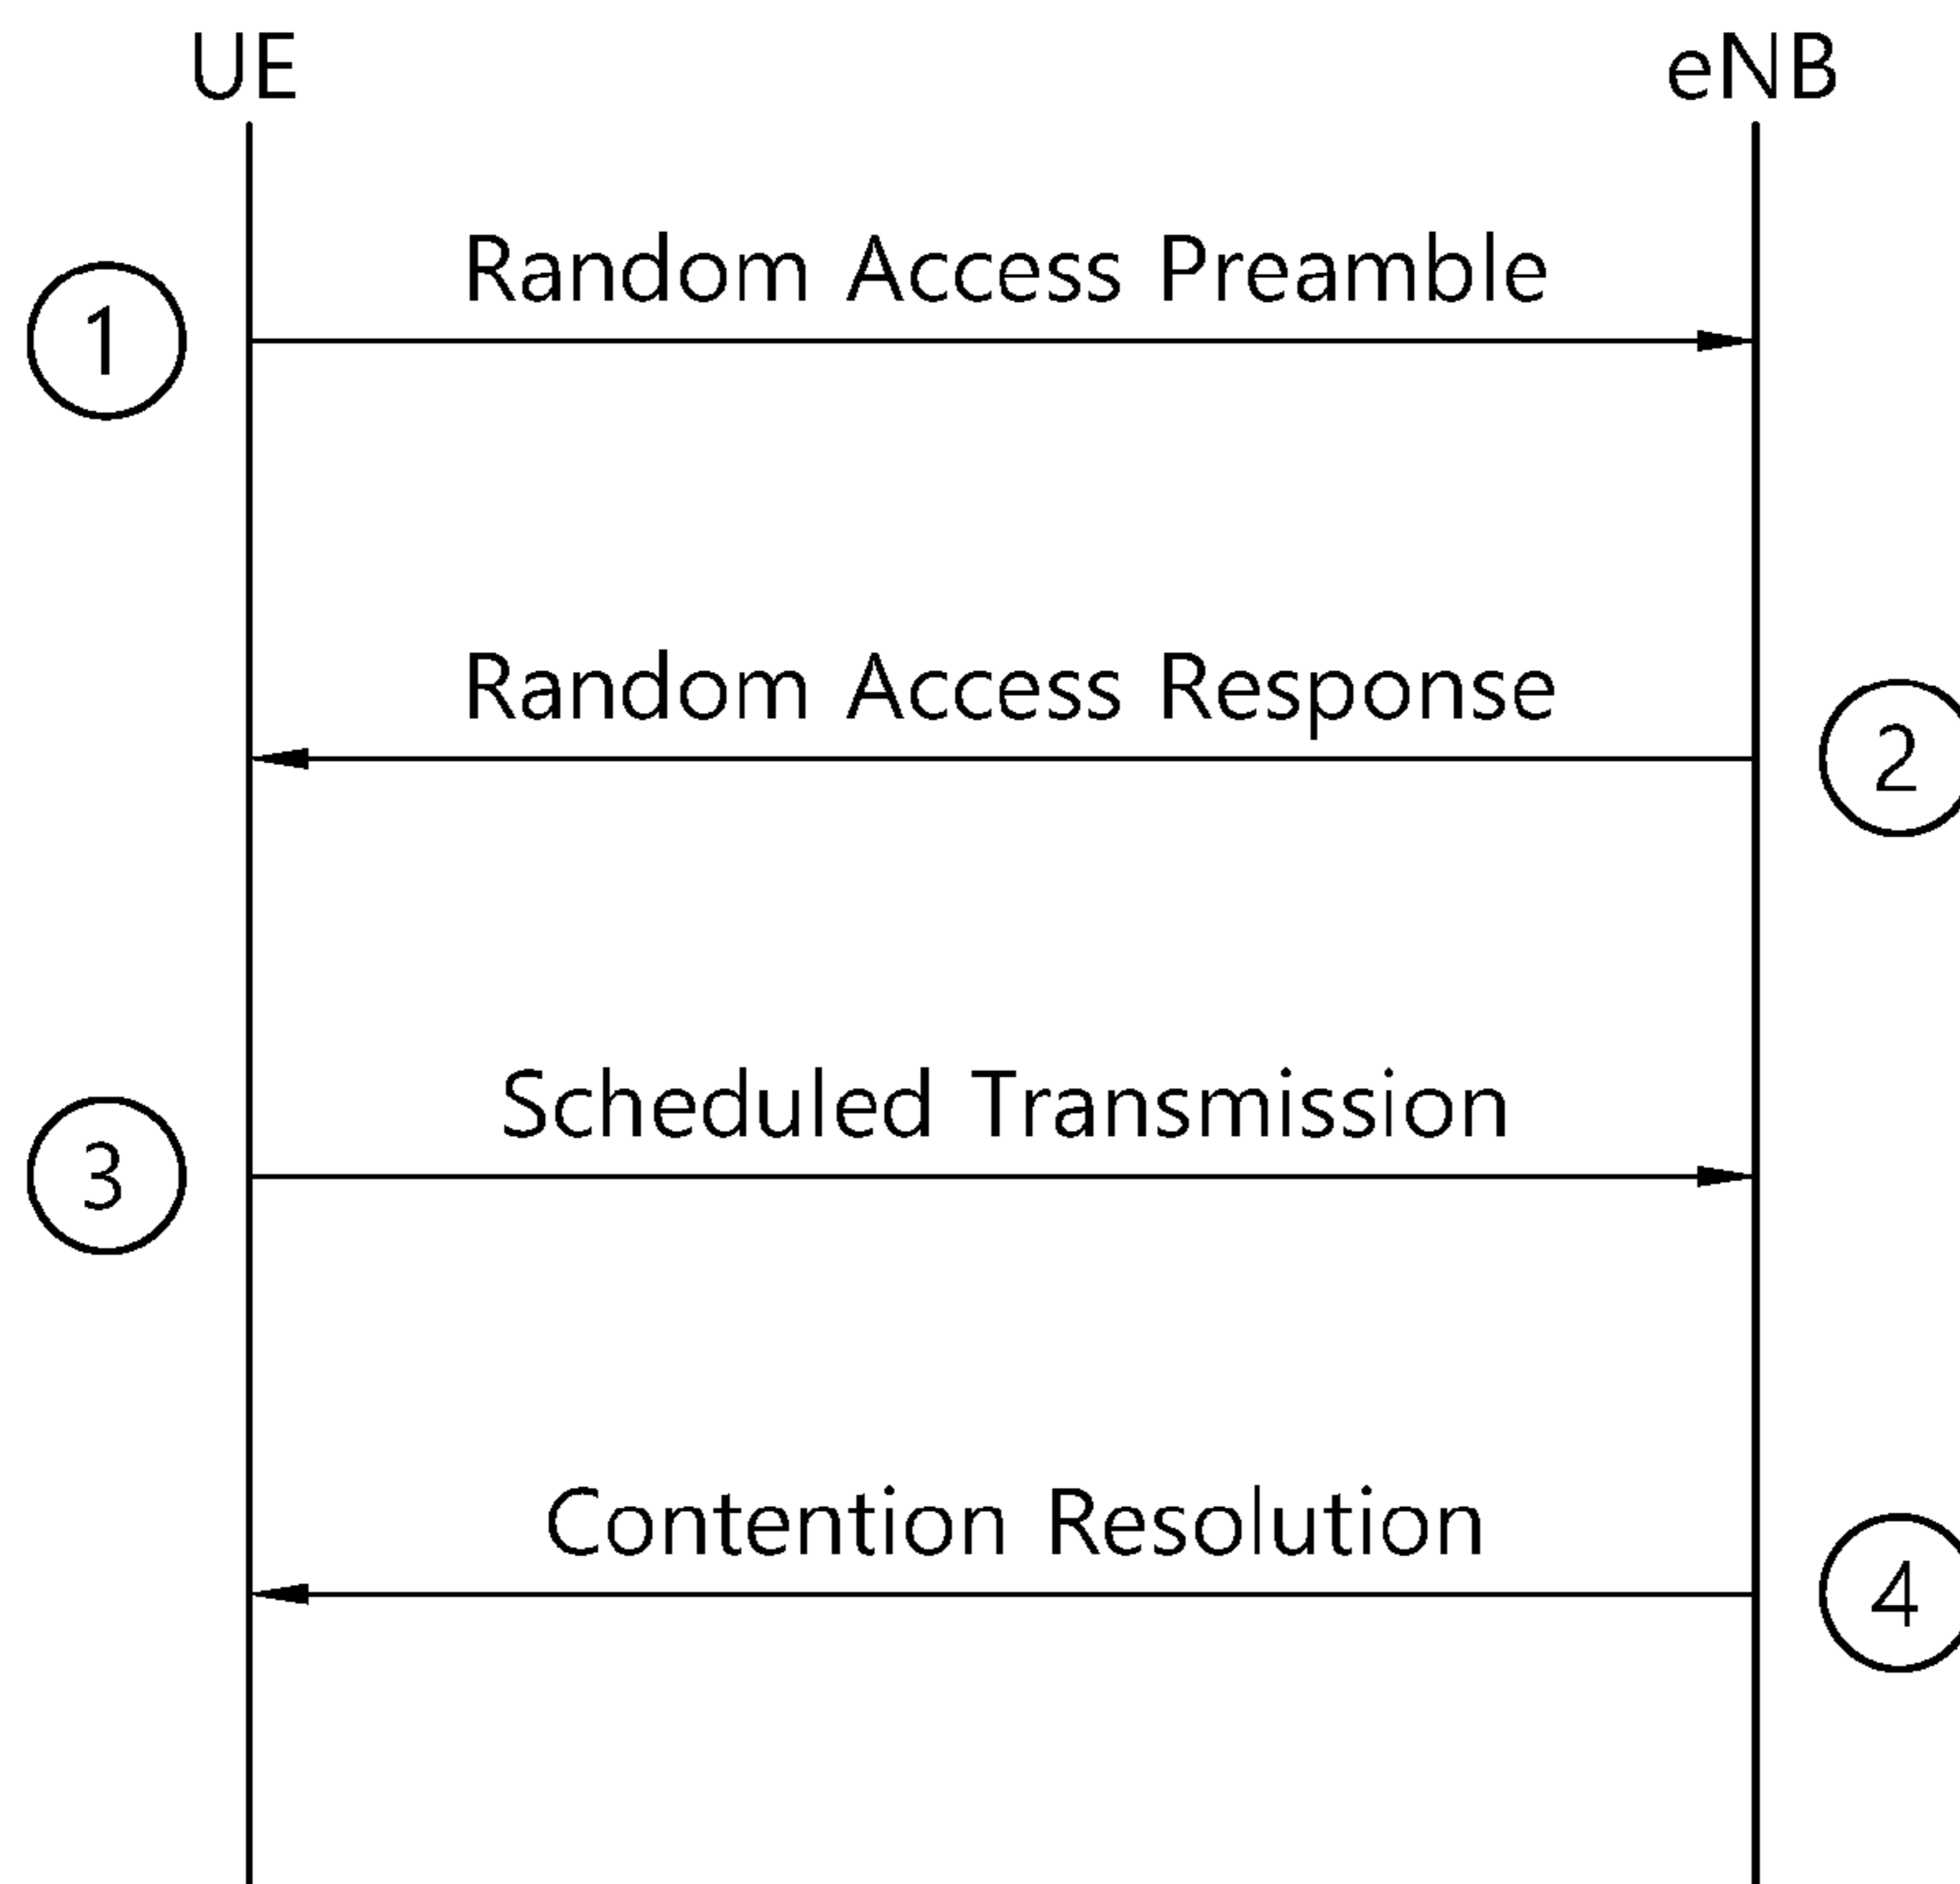 UE eNB
Random Access Preamble
1
Random Access Response
2
Scheduled Transmission
3
Contention Resolution
4